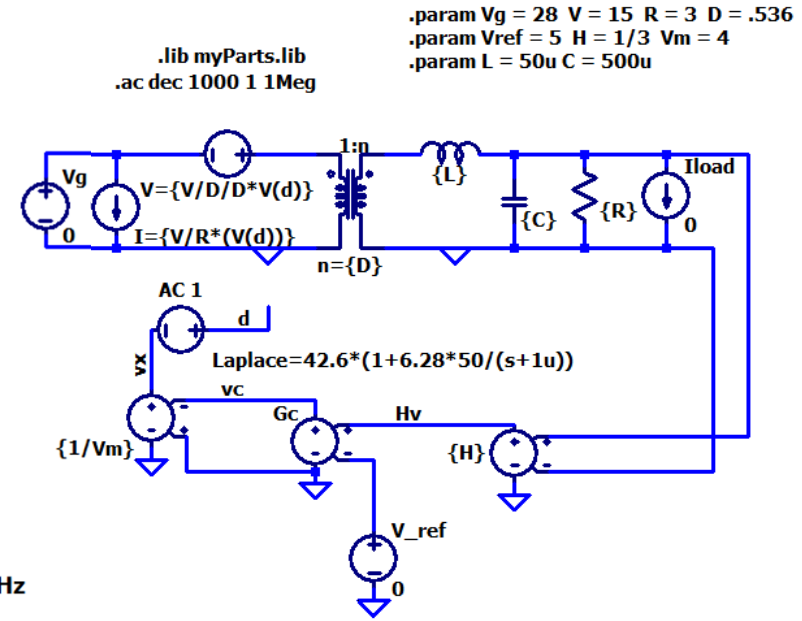 .param Vg = 28 V = 15 R = 3 D = .536
.param Vref = 5 H = 1/3 Vm = 4
.param L = 50u C = 500u
.lib myParts.lib
.ac dec 1000 1 1Meg
1:n
Vg
V={V/D/D*V(d)}
{L}
Iload
{C}
{R}
0
I={V/R*(V(d))}
0
n={D}
AC 1
d
vx
Laplace=42.6*(1+6.28*50/(s+1u))
vc
Gc
Hv
{1/Vm}
{H}
V_ref
0
Hz